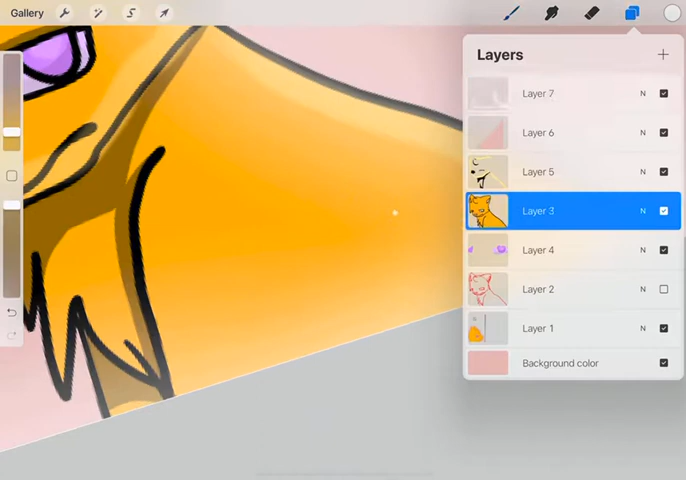 Gallery
Layers
Layer 7 N
Layer 6 N
Layer 5 N
Layer 3 N
Layer 4 N
Layer 2 N
Layer 1 N
Background color